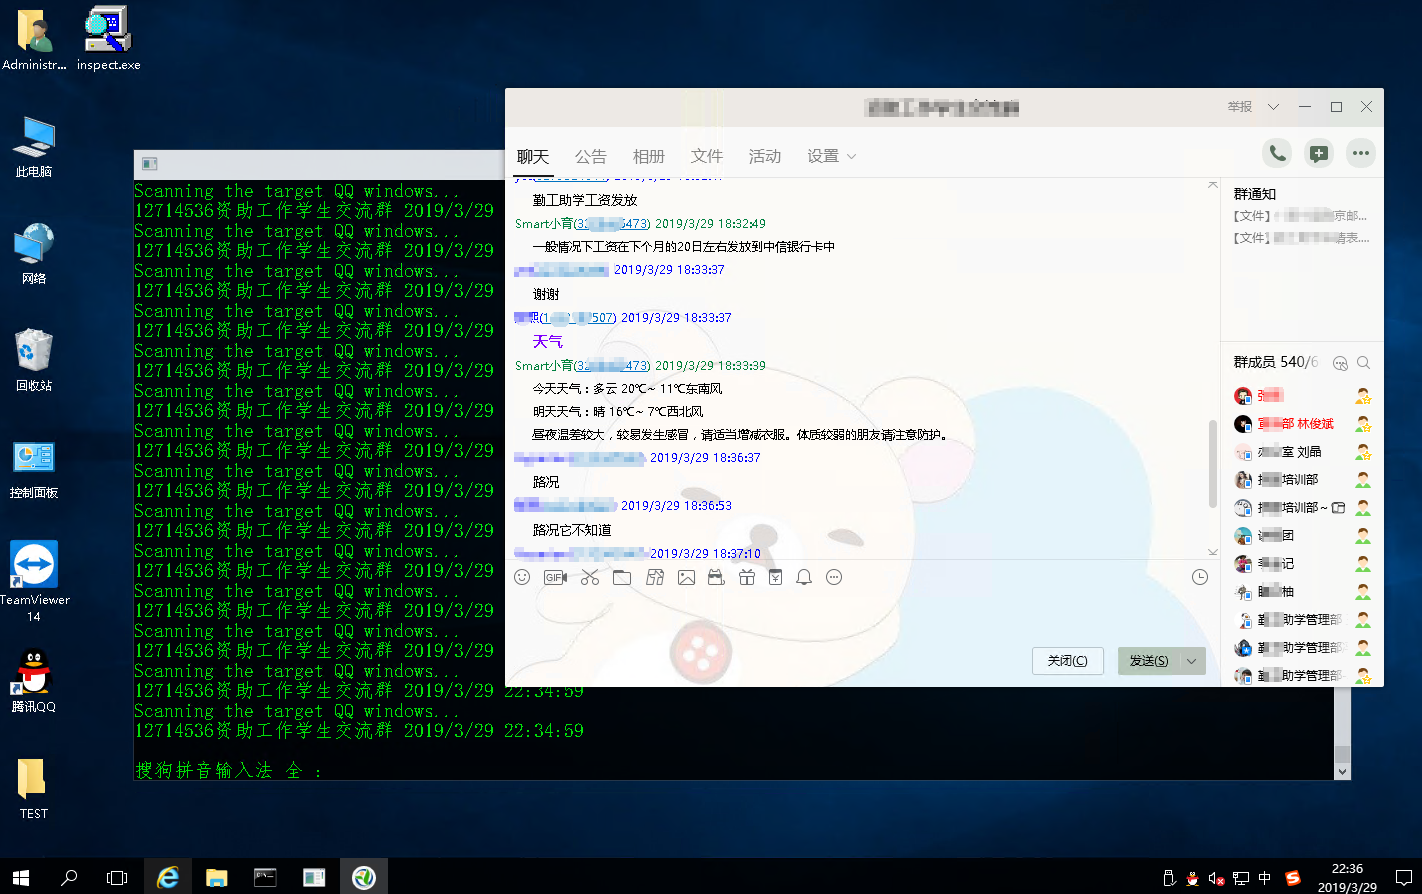 Administr...
inspect.exe
此电脑
网络
回收站
控制面板
TeamViewer
14
腾讯QQ
TEST
Scanning the target QQ windows...
12714536资助工作学生交流群 2019/3/29
Scanning the target QQ windows...
12714536资助工作学生交流群 2019/3/29
Scanning the target QQ windows...
12714536资助工作学生交流群 2019/3/29
Scanning the target QQ windows...
12714536资助工作学生交流群 2019/3/29
Scanning the target QQ windows...
12714536资助工作学生交流群 2019/3/29
Scanning the target QQ windows...
12714536资助工作学生交流群 2019/3/29
Scanning the target QQ windows...
12714536资助工作学生交流群 2019/3/29
Scanning the target QQ windows...
12714536资助工作学生交流群 2019/3/29
Scanning the target QQ windows...
12714536资助工作学生交流群 2019/3/29
Scanning the target QQ windows...
12714536资助工作学生交流群 2019/3/29
Scanning the target QQ windows...
12714536资助工作学生交流群 2019/3/29
Scanning the target QQ windows...
12714536资助工作学生交流群 2019/3/29
Scanning the target QQ windows...
12714536资助工作学生交流群 2019/3/29 22:34:59
Scanning the target QQ windows...
12714536资助工作学生交流群 2019/3/29 22:34:59
搜狗拼音输入法 全 :
举报
聊天 公告 相册 文件 活动 设置
勤工助学工资发放
Smart小育( 5473) 2019/3/29 18:32:49
一般情况下工资在下个月的20日左右发放到中信银行卡中
2019/3/29 18:33:37
谢谢
507) 2019/3/29 18:33:37
天气
Smart小育(32 473) 2019/3/29 18:33:39
今天天气：多云 20℃~ 11℃东南风
明天天气：晴 16℃~ 7℃西北风
昼夜温差较大，较易发生感冒，请适当增减衣服。体质较弱的朋友请注意防护。
2019/3/29 18:36:37
路况
2019/3/29 18:36:53
路况它不知道
2019/3/29 18:37:10
GIF
关闭(C) 发送(S)
群通知
【文件】 京邮...
【文件】 请表....
群成员 540/6
部 林俊斌
室 刘晶
培训部
培训部~
团
记
柚
勤 助学管理部
勤 助学管理部
勤 助学管理部
中
22:36
2019/3/29